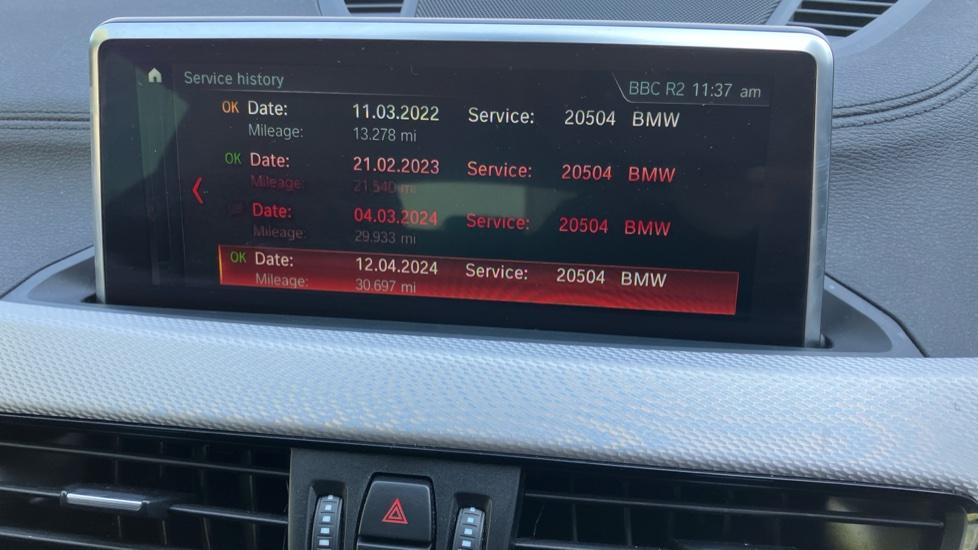 Service history
BBC R2 11:37 am
OK Date: 11.03.2022 Service: 20504 BMW
Mileage: 13.278 mi
OK Date: 21.02.2023 Service: 20504 BMW
Mileage: 21.540 mi
Date: 04.03.2024 Service: 20504 BMW
Mileage: 29.933 mi
OK Date: 12.04.2024 Service: 20504 BMW
Mileage: 30.697 mi